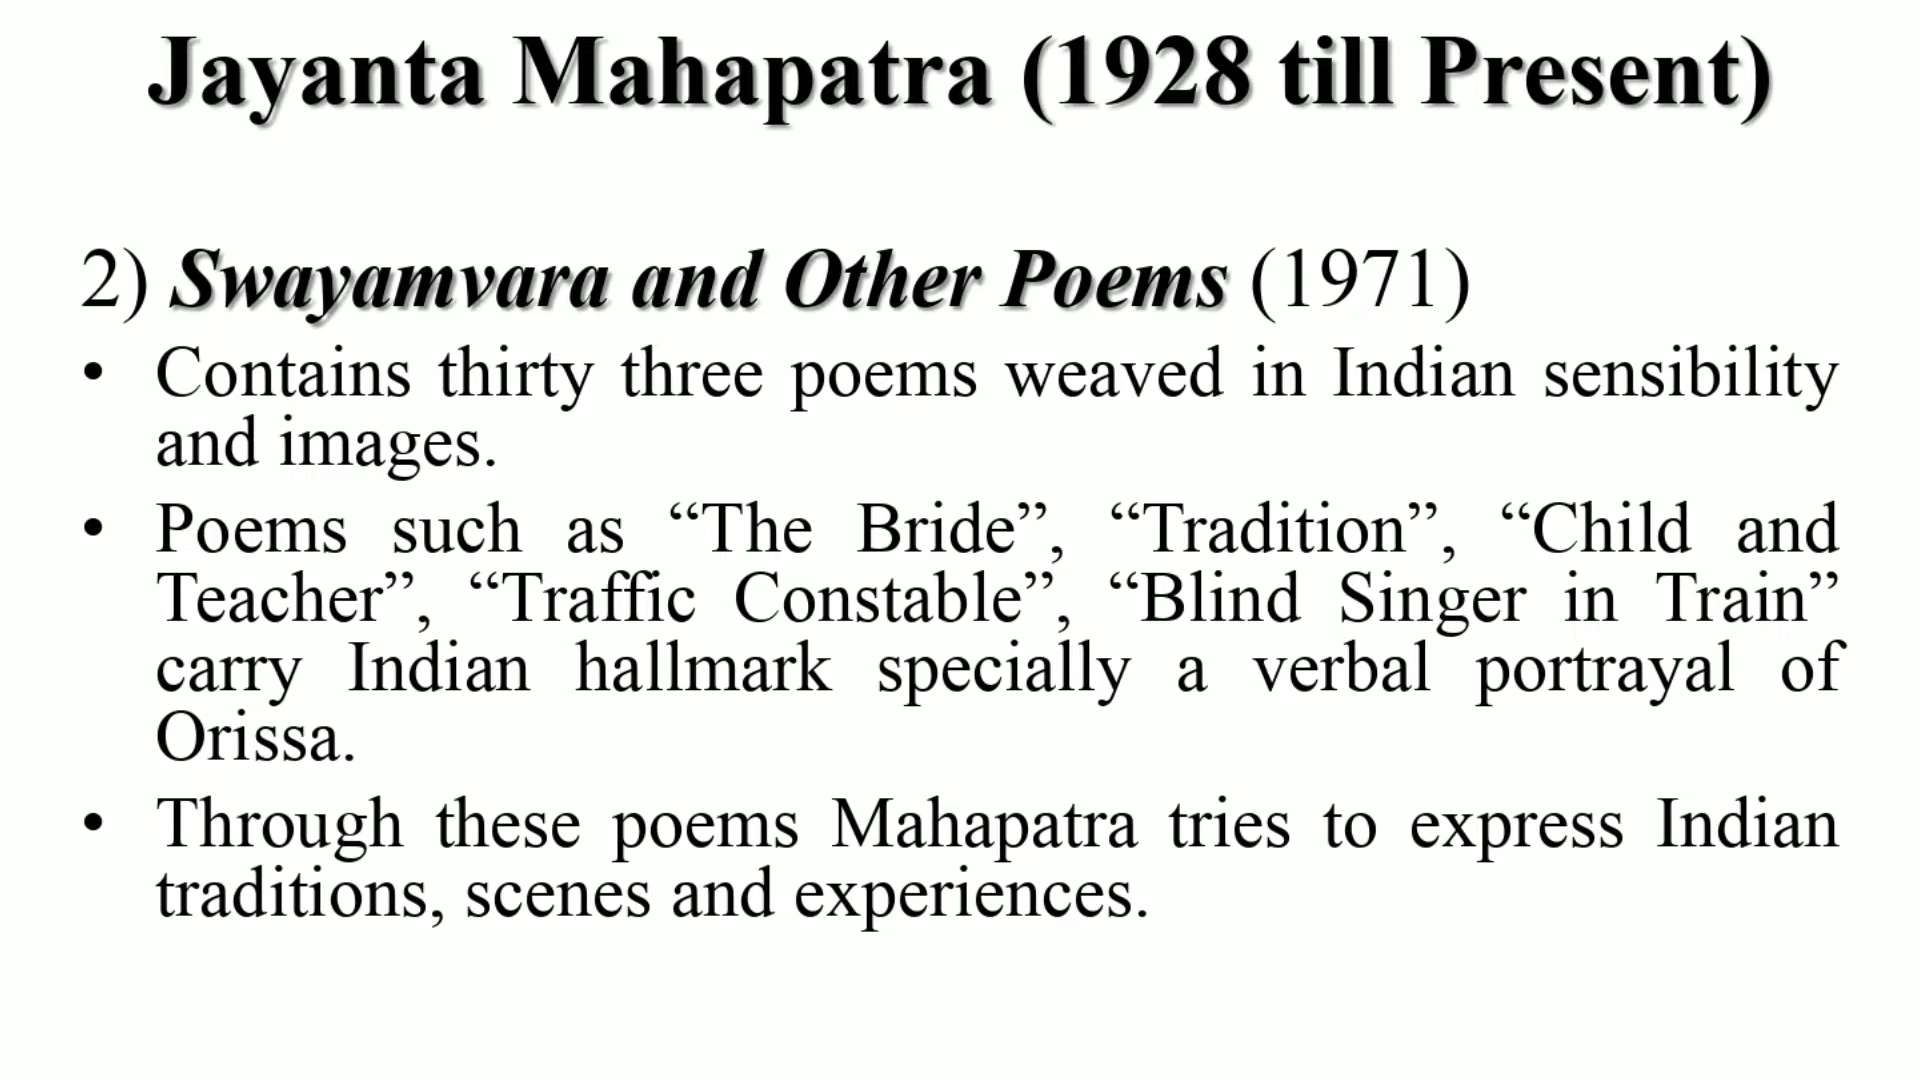 Jayanta Mahapatra (1928 till Present)
2) Swayamvara and Other Poems (1971)
• Contains thirty three poems weaved in Indian sensibility
and images.
• Poems such as “The Bride”, “Tradition”, “Child and
Teacher”, “Traffic Constable”, “Blind Singer in Train”
carry Indian hallmark specially a verbal portrayal of
Orissa.
• Through these poems Mahapatra tries to express Indian
traditions, scenes and experiences.